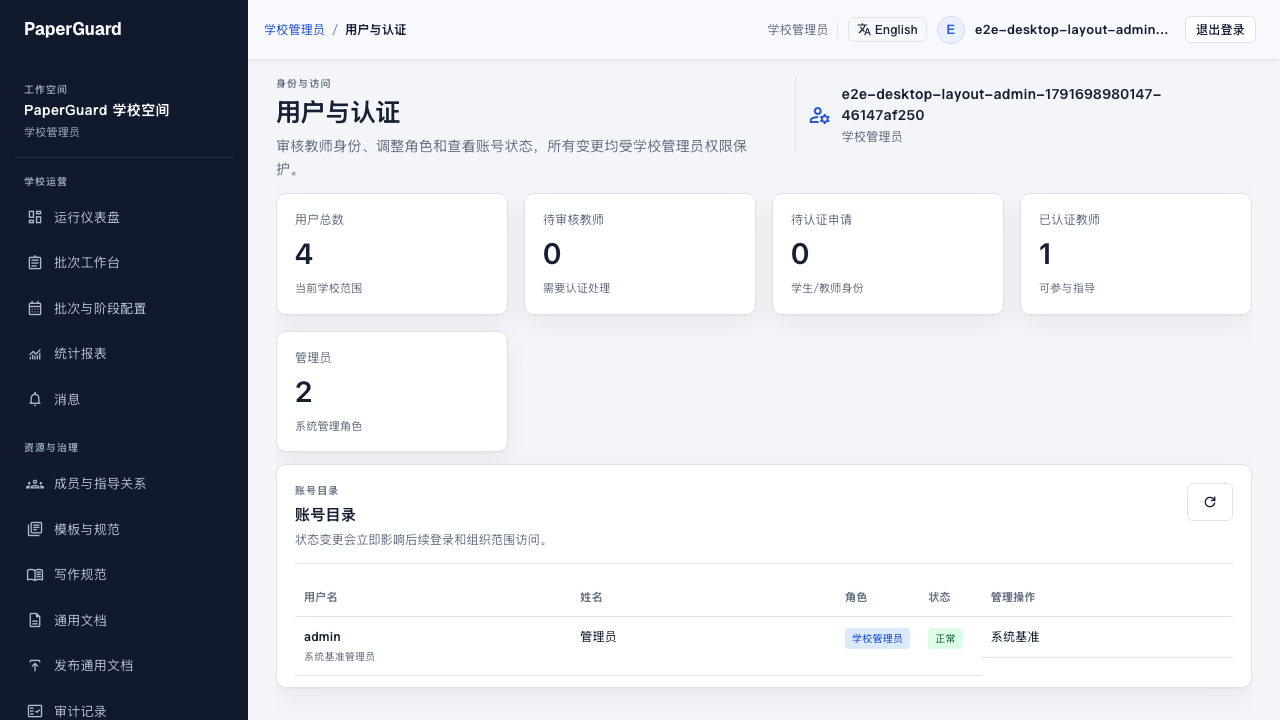 PaperGuard
工作空间
PaperGuard 学校空间
学校管理员
学校运营
运行仪表盘
批次工作台
批次与阶段配置
统计报表
消息
资源与治理
成员与指导关系
模板与规范
写作规范
通用文档
发布通用文档
审计记录
学校管理员 / 用户与认证
学校管理员
English
E
e2e-desktop-layout-admin...
退出登录
身份与访问
用户与认证
审核教师身份、调整角色和查看账号状态，所有变更均受学校管理员权限保
护。
e2e-desktop-layout-admin-1791698980147-
46147af250
学校管理员
用户总数
4
当前学校范围
待审核教师
0
需要认证处理
待认证申请
0
学生/教师身份
已认证教师
1
可参与指导
管理员
2
系统管理角色
账号目录
账号目录
状态变更会立即影响后续登录和组织范围访问。
用户名 姓名 角色 状态 管理操作
admin 管理员 学校管理员 正常 系统基准
系统基准管理员